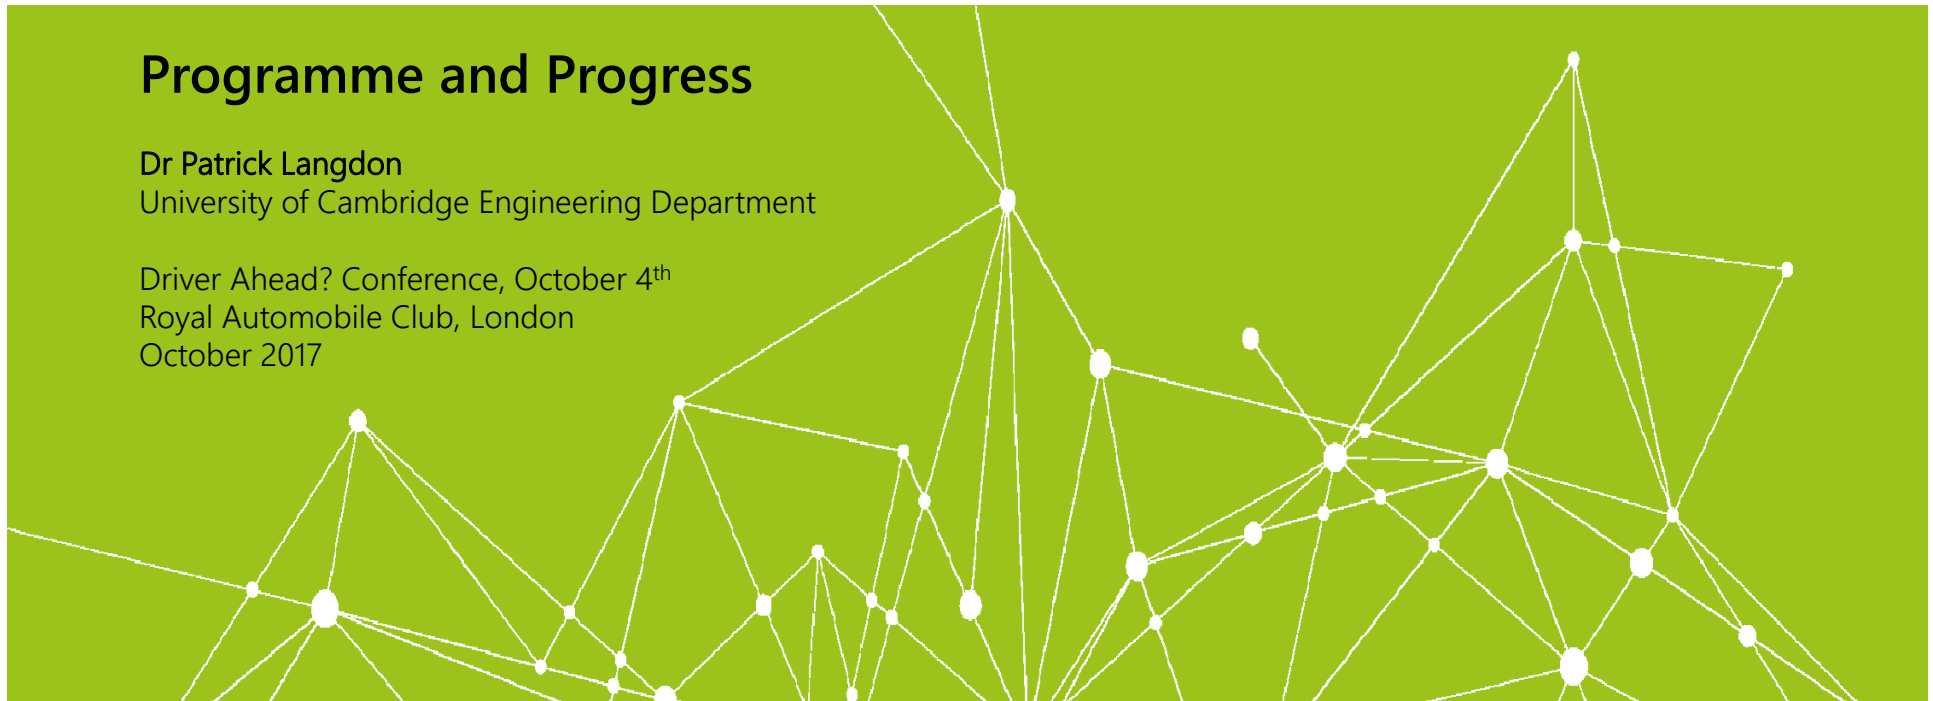 Programme and Progress
Dr Patrick Langdon
University of Cambridge Engineering Department
Driver Ahead? Conference, October 4th
Royal Automobile Club, London
October 2017